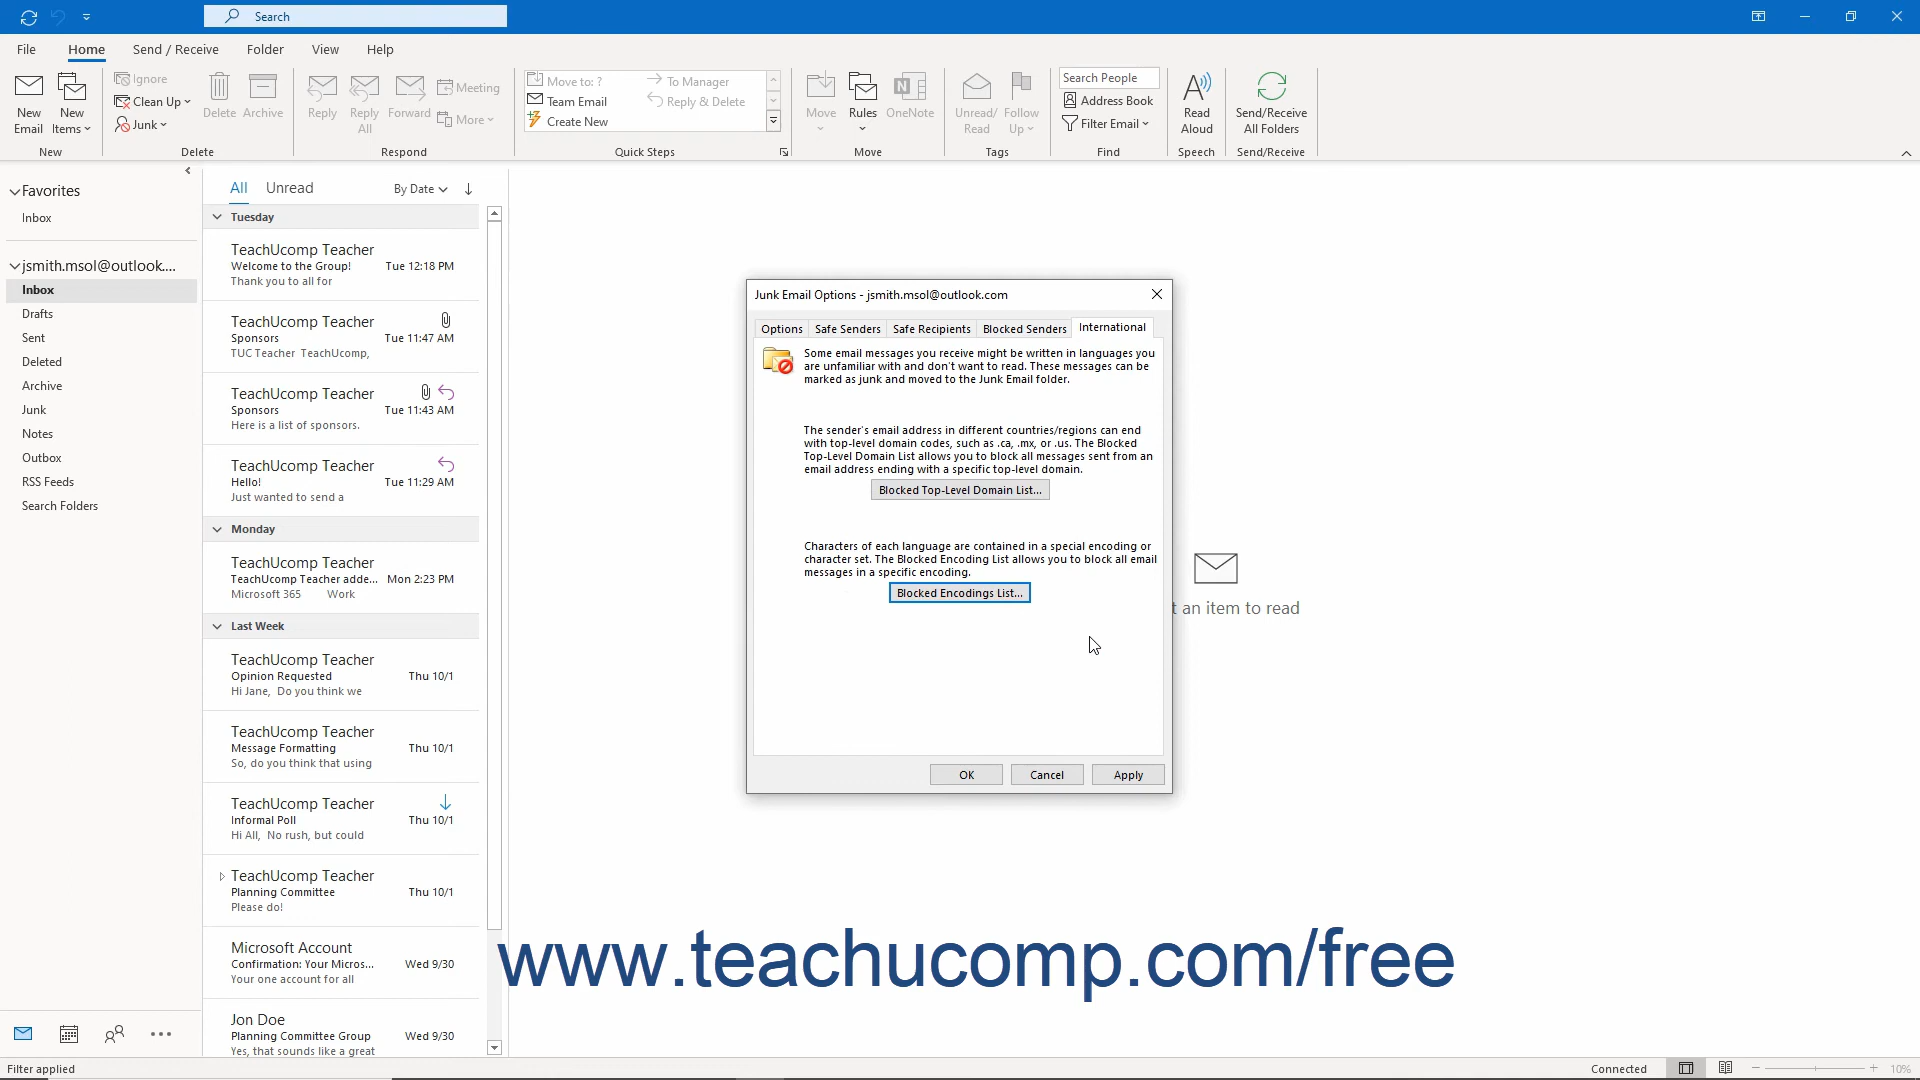 Search
File Home Send / Receive Folder View Help
New Email
New Items
New
Ignore
Clean Up
Junk
Delete
Archive
Delete
Reply
Reply All
Forward
Meeting
More
Respond
Move to: ?
To Manager
Team Email
Reply & Delete
Create New
Quick Steps
Move
Rules
OneNote
Move
Unread/ Read
Follow Up
Tags
Search People
Address Book
Filter Email
Find
Read Aloud
Speech
Send/Receive All Folders
Send/Receive
Favorites
Inbox
jsmith.msol@outlook....
Inbox
Drafts
Sent
Deleted
Archive
Junk
Notes
Outbox
RSS Feeds
Search Folders
All Unread By Date
Tuesday
TeachUcomp Teacher
Welcome to the Group! Tue 12:18 PM
Thank you to all for
TeachUcomp Teacher
Sponsors Tue 11:47 AM
TUC Teacher TeachUcomp,
TeachUcomp Teacher
Sponsors Tue 11:43 AM
Here is a list of sponsors.
TeachUcomp Teacher
Hello! Tue 11:29 AM
Just wanted to send a
Monday
TeachUcomp Teacher
TeachUcomp Teacher adde... Mon 2:23 PM
Microsoft 365 Work
Last Week
TeachUcomp Teacher
Opinion Requested Thu 10/1
Hi Jane, Do you think we
TeachUcomp Teacher
Message Formatting Thu 10/1
So, do you think that using
TeachUcomp Teacher
Informal Poll Thu 10/1
Hi All, No rush, but could
TeachUcomp Teacher
Planning Committee Thu 10/1
Please do!
Microsoft Account
Confirmation: Your Micros... Wed 9/30
Your one account for all
Jon Doe
Planning Committee Group Wed 9/30
Yes, that sounds like a great
Junk Email Options - jsmith.msol@outlook.com
Options Safe Senders Safe Recipients Blocked Senders International
Some email messages you receive might be written in languages you
are unfamiliar with and don't want to read. These messages can be
marked as junk and moved to the Junk Email folder.
The sender's email address in different countries/regions can end
with top-level domain codes, such as .ca, .mx, or .us. The Blocked
Top-Level Domain List allows you to block all messages sent from an
email address ending with a specific top-level domain.
Blocked Top-Level Domain List...
Characters of each language are contained in a special encoding or
character set. The Blocked Encoding List allows you to block all email
messages in a specific encoding.
Blocked Encodings List...
OK Cancel Apply
t an item to read
www.teachucomp.com/free
Filter applied
Connected
10%